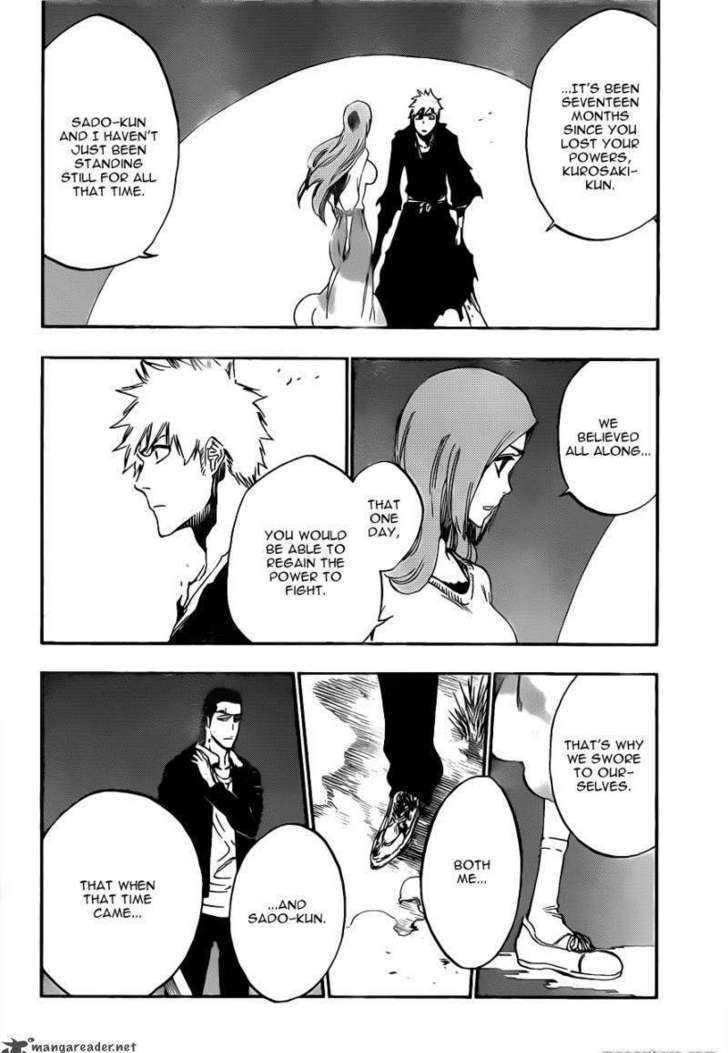 ...IT'S BEEN
SEVENTEEN
MONTHS
SINCE YOU
LOST YOUR
POWERS,
KUROSAKI-
KUN.
SADO-KUN
AND I HAVEN'T
JUST BEEN
STANDING
STILL FOR ALL
THAT TIME.
WE
BELIEVED
ALL ALONG...
THAT
ONE
DAY,
YOU WOULD
BE ABLE TO
REGAIN THE
POWER TO
FIGHT.
THAT'S WHY
WE SWORE
TO OUR-
SELVES.
BOTH
ME...
...AND
SADO-KUN.
THAT WHEN
THAT TIME
CAME...
mangareader.net